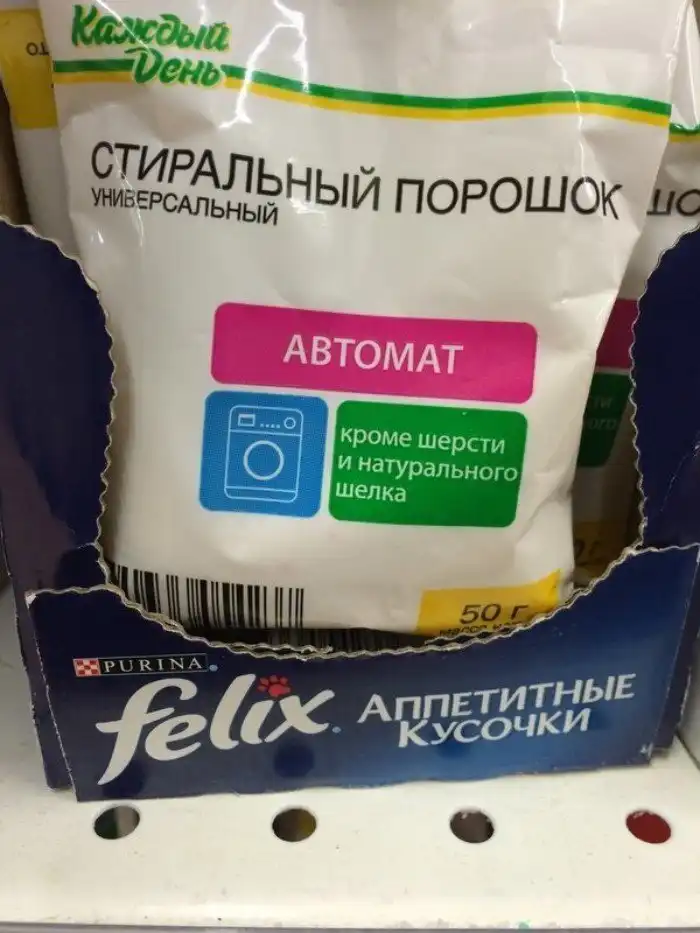 Каждый
День
СТИРАЛЬНЫЙ ПОРОШОК
УНИВЕРСАЛЬНЫЙ
АВТОМАТ
кроме шерсти
и натурального
шелка
50 г
PURINA
felix
АППЕТИТНЫЕ
КУСОЧКИ